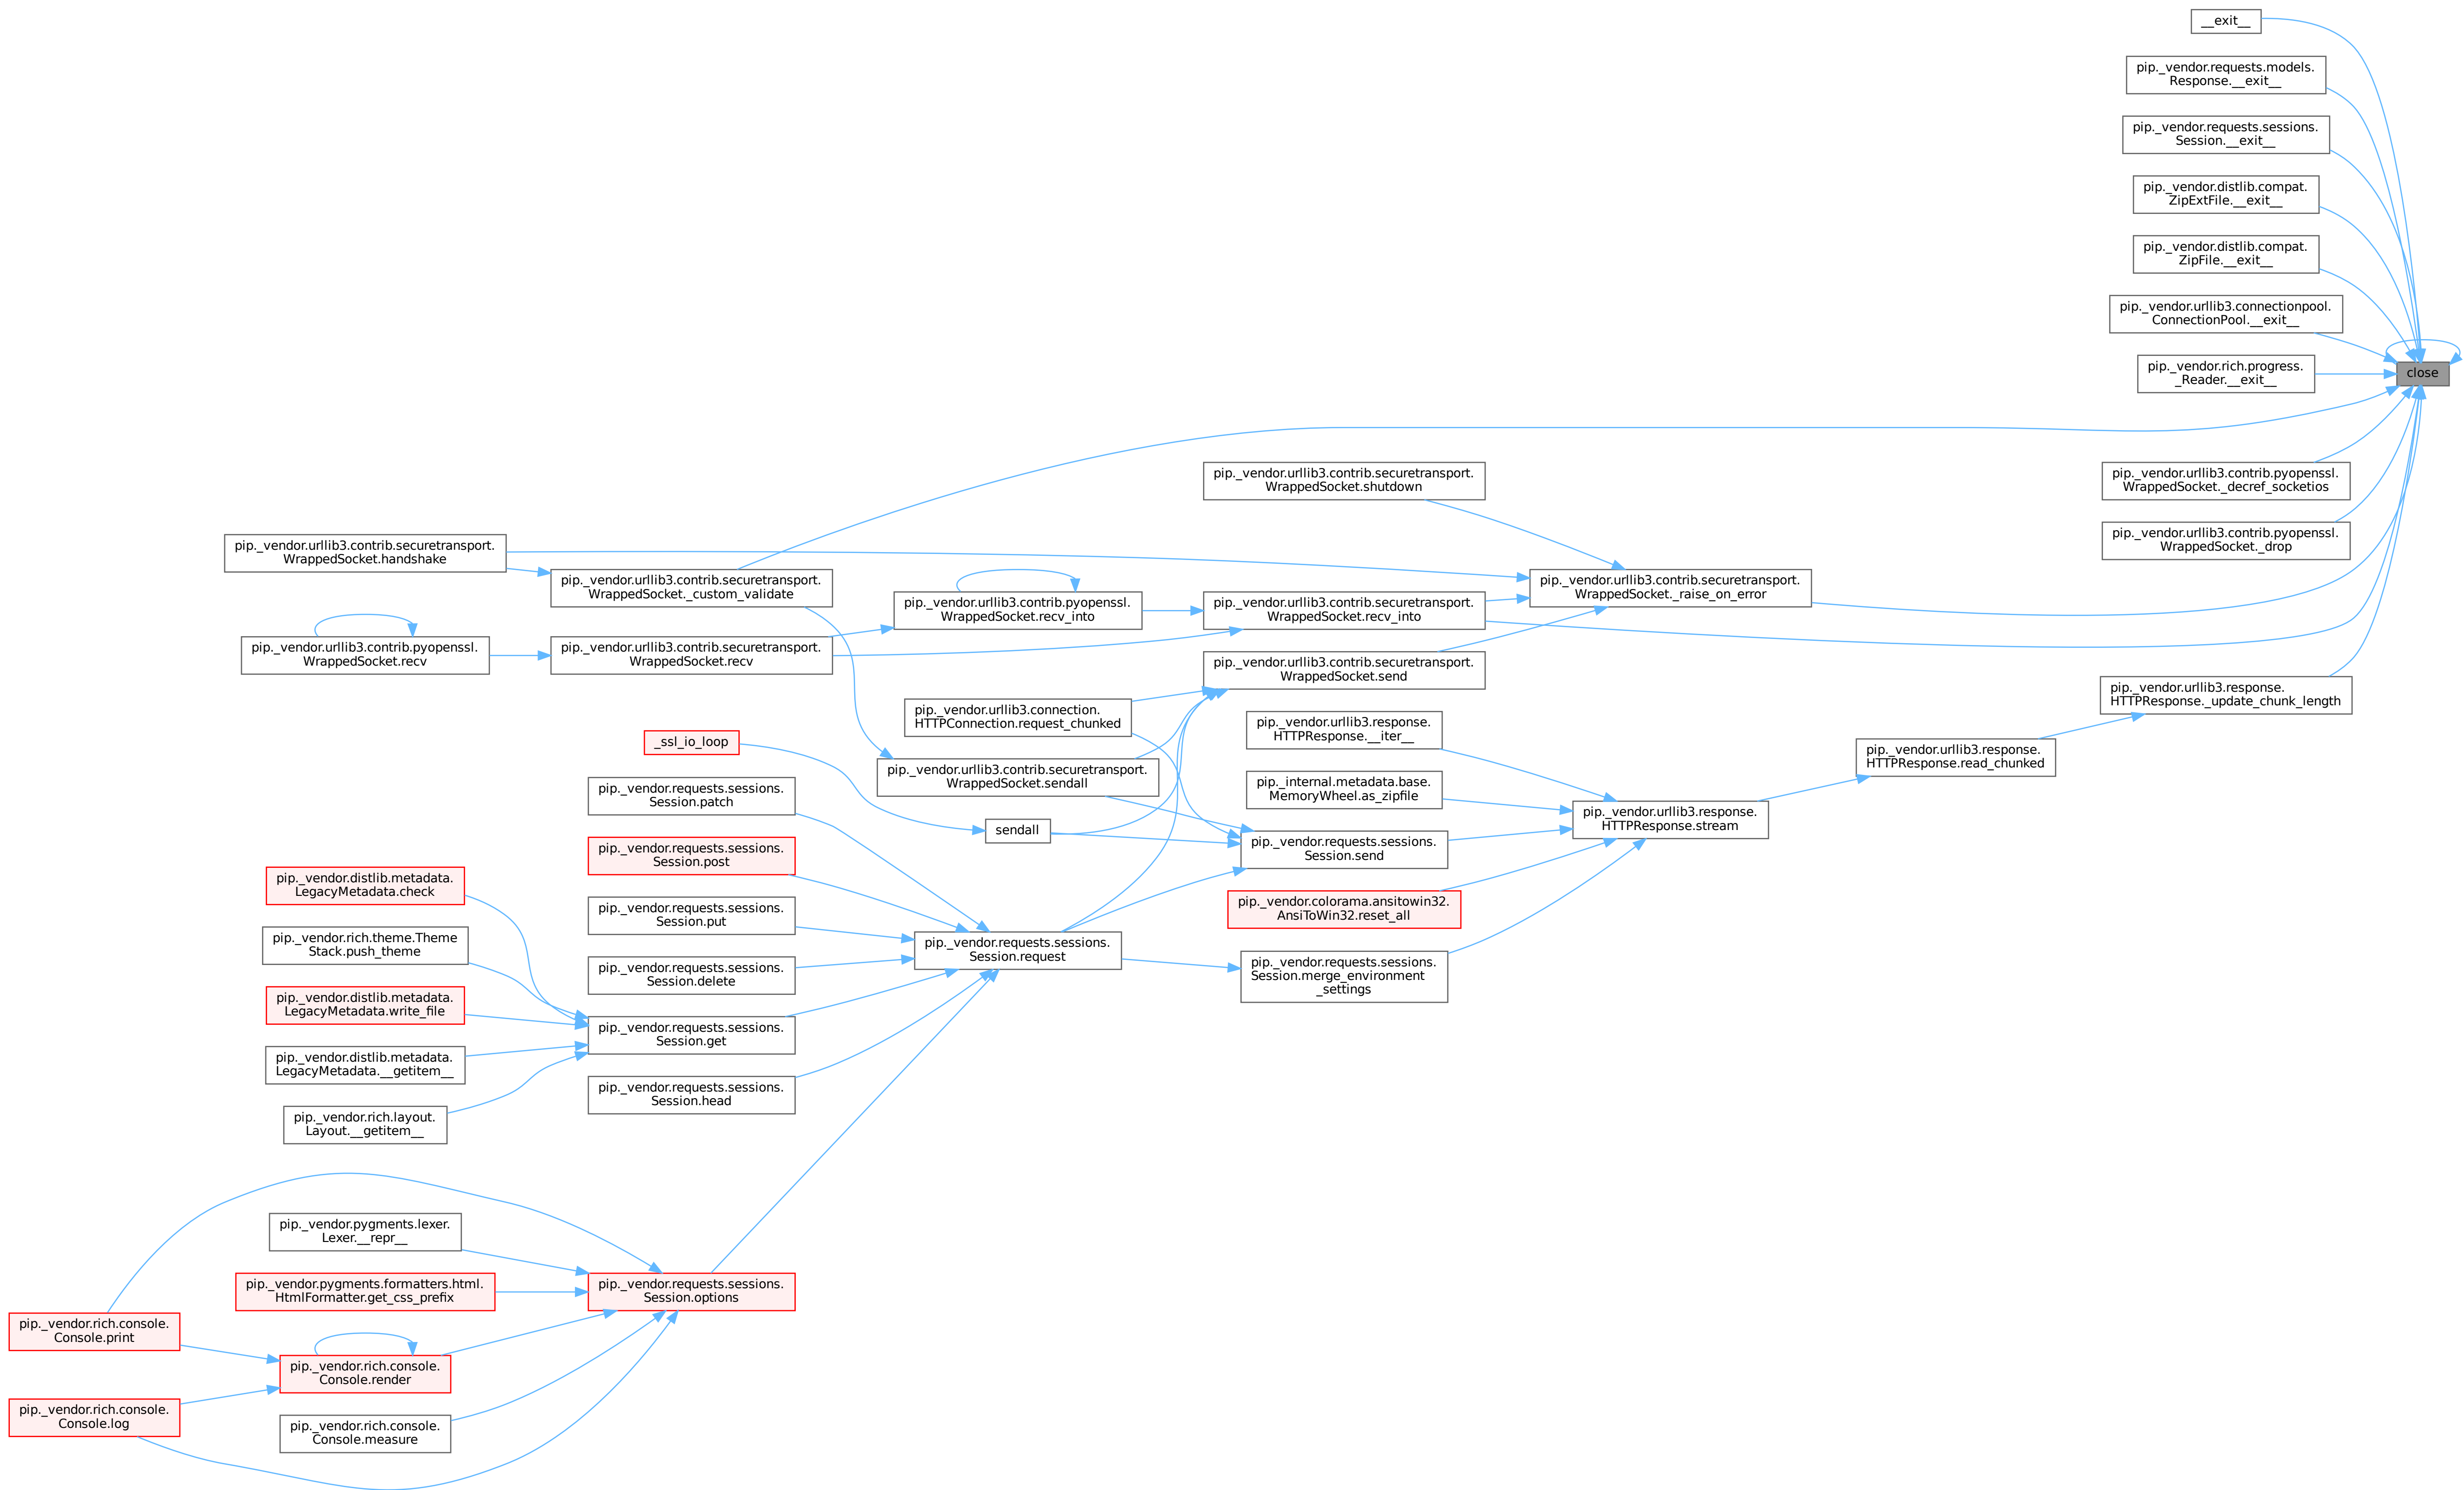 __exit__
pip._vendor.requests.models.
Response.__exit__
pip._vendor.requests.sessions.
Session.__exit__
pip._vendor.distlib.compat.
ZipExtFile.__exit__
pip._vendor.distlib.compat.
ZipFile.__exit__
pip._vendor.urllib3.connectionpool.
ConnectionPool.__exit__
pip._vendor.rich.progress.
_Reader.__exit__
close
pip._vendor.urllib3.contrib.pyopenssl.
WrappedSocket._decref_socketios
pip._vendor.urllib3.contrib.pyopenssl.
WrappedSocket._drop
pip._vendor.urllib3.contrib.securetransport.
WrappedSocket.shutdown
pip._vendor.urllib3.contrib.securetransport.
WrappedSocket.handshake
pip._vendor.urllib3.contrib.securetransport.
WrappedSocket._custom_validate
pip._vendor.urllib3.contrib.pyopenssl.
WrappedSocket.recv_into
pip._vendor.urllib3.contrib.securetransport.
WrappedSocket.recv_into
pip._vendor.urllib3.contrib.securetransport.
WrappedSocket._raise_on_error
pip._vendor.urllib3.contrib.pyopenssl.
WrappedSocket.recv
pip._vendor.urllib3.contrib.securetransport.
WrappedSocket.recv
pip._vendor.urllib3.contrib.securetransport.
WrappedSocket.send
pip._vendor.urllib3.response.
HTTPResponse._update_chunk_length
pip._vendor.urllib3.connection.
HTTPConnection.request_chunked
pip._vendor.urllib3.response.
HTTPResponse.__iter__
_ssl_io_loop
pip._vendor.urllib3.response.
HTTPResponse.read_chunked
pip._vendor.urllib3.contrib.securetransport.
WrappedSocket.sendall
pip._internal.metadata.base.
MemoryWheel.as_zipfile
pip._vendor.requests.sessions.
Session.patch
pip._vendor.urllib3.response.
HTTPResponse.stream
sendall
pip._vendor.requests.sessions.
Session.send
pip._vendor.requests.sessions.
Session.post
pip._vendor.distlib.metadata.
LegacyMetadata.check
pip._vendor.colorama.ansitowin32.
AnsiToWin32.reset_all
pip._vendor.requests.sessions.
Session.put
pip._vendor.rich.theme.Theme
Stack.push_theme
pip._vendor.requests.sessions.
Session.request
pip._vendor.requests.sessions.
Session.merge_environment
_settings
pip._vendor.requests.sessions.
Session.delete
pip._vendor.distlib.metadata.
LegacyMetadata.write_file
pip._vendor.requests.sessions.
Session.get
pip._vendor.distlib.metadata.
LegacyMetadata.__getitem__
pip._vendor.requests.sessions.
Session.head
pip._vendor.rich.layout.
Layout.__getitem__
pip._vendor.pygments.lexer.
Lexer.__repr__
pip._vendor.pygments.formatters.html.
HtmlFormatter.get_css_prefix
pip._vendor.requests.sessions.
Session.options
pip._vendor.rich.console.
Console.print
pip._vendor.rich.console.
Console.render
pip._vendor.rich.console.
Console.log
pip._vendor.rich.console.
Console.measure